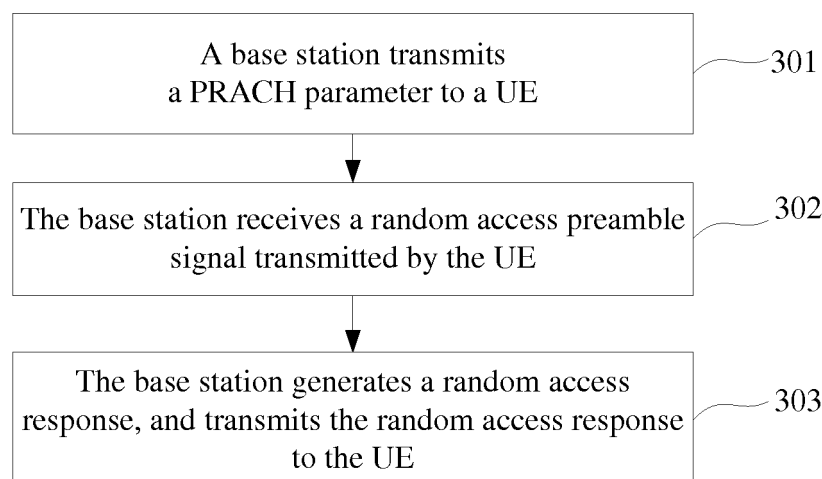 A base station transmits
a PRACH parameter to a UE
301
The base station receives a random access preamble
signal transmitted by the UE
302
The base station generates a random access
response, and transmits the random access response
to the UE
303